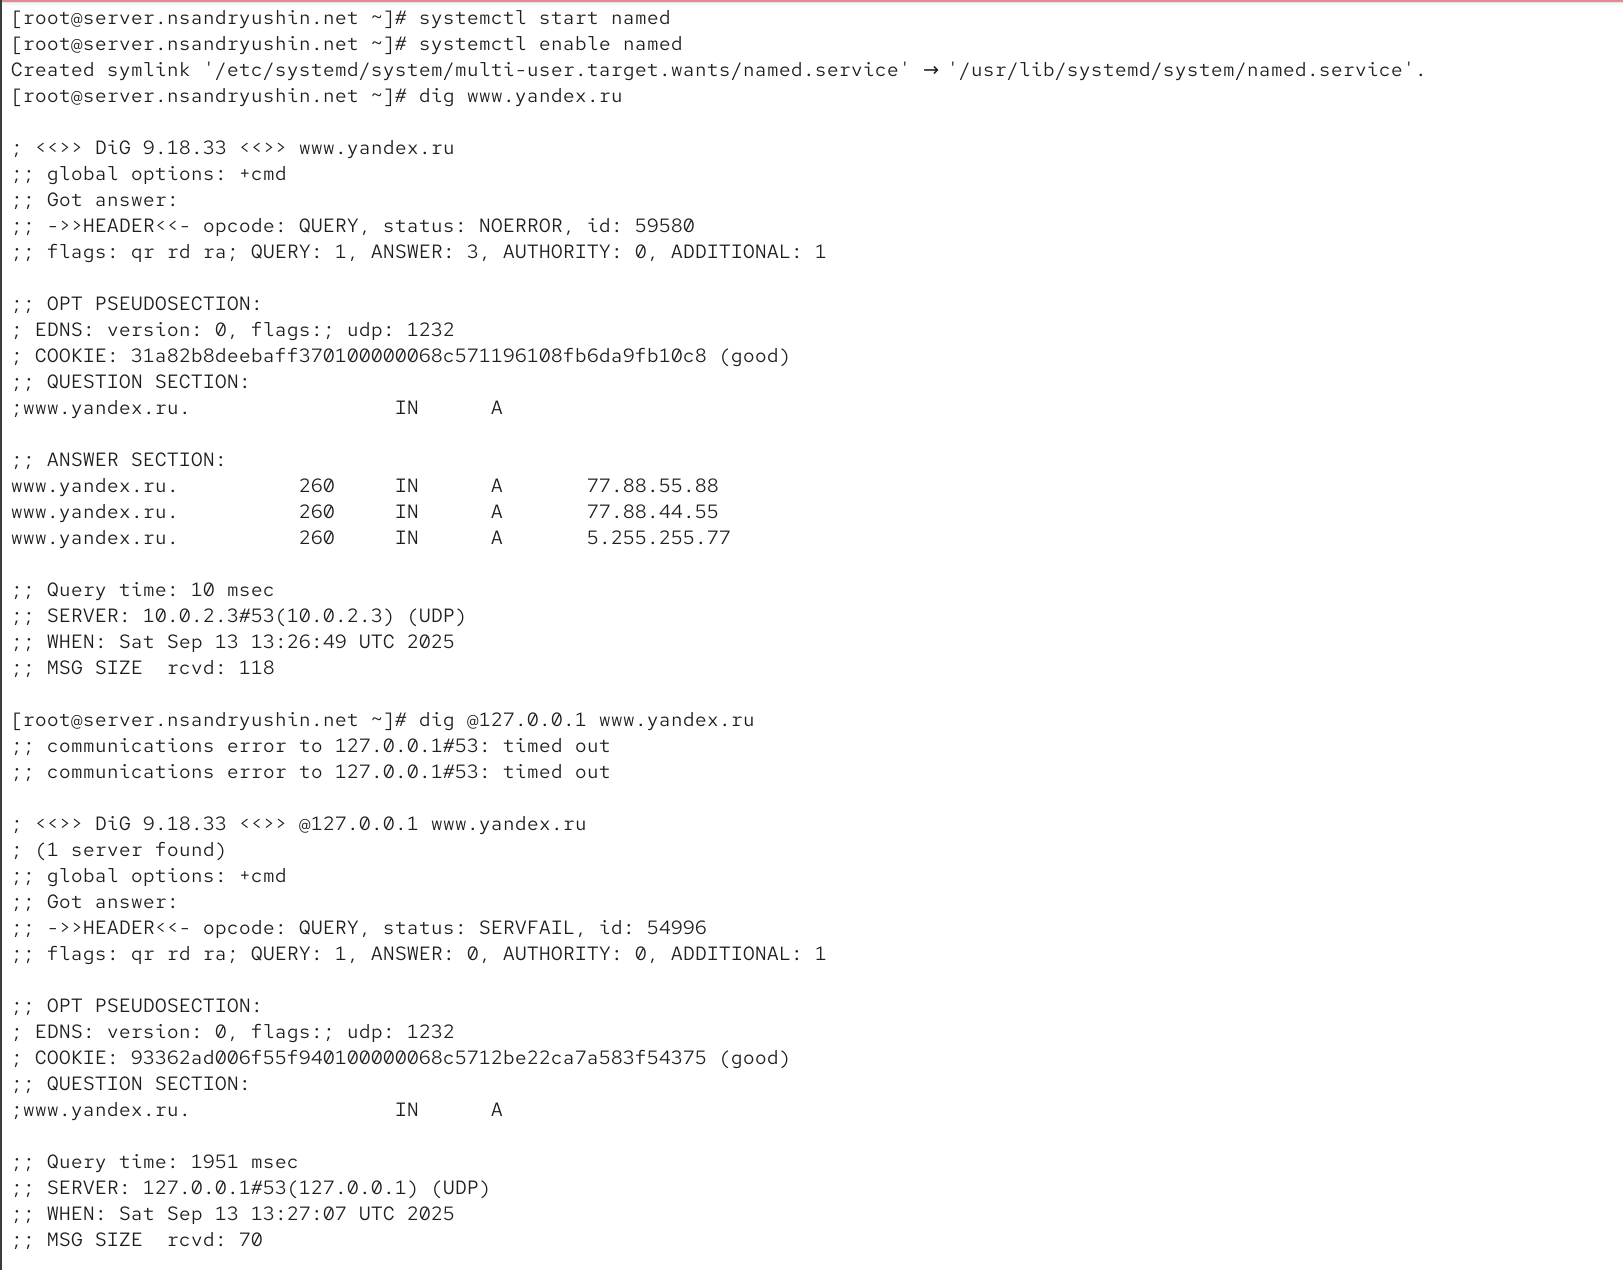 [root@server.nsandryushin.net ~]# systemctl start named
[root@server.nsandryushin.net ~]# systemctl enable named
Created symlink '/etc/systemd/system/multi-user.target.wants/named.service' → '/usr/lib/systemd/system/named.service'.
[root@server.nsandryushin.net ~]# dig www.yandex.ru

; <<>> DiG 9.18.33 <<>> www.yandex.ru
;; global options: +cmd
;; Got answer:
;; ->>HEADER<<- opcode: QUERY, status: NOERROR, id: 59580
;; flags: qr rd ra; QUERY: 1, ANSWER: 3, AUTHORITY: 0, ADDITIONAL: 1

;; OPT PSEUDOSECTION:
; EDNS: version: 0, flags:; udp: 1232
; COOKIE: 31a82b8deebaff370100000068c571196108fb6da9fb10c8 (good)
;; QUESTION SECTION:
;www.yandex.ru.			IN	A

;; ANSWER SECTION:
www.yandex.ru.		260	IN	A	77.88.55.88
www.yandex.ru.		260	IN	A	77.88.44.55
www.yandex.ru.		260	IN	A	5.255.255.77

;; Query time: 10 msec
;; SERVER: 10.0.2.3#53(10.0.2.3) (UDP)
;; WHEN: Sat Sep 13 13:26:49 UTC 2025
;; MSG SIZE  rcvd: 118

[root@server.nsandryushin.net ~]# dig @127.0.0.1 www.yandex.ru
;; communications error to 127.0.0.1#53: timed out
;; communications error to 127.0.0.1#53: timed out

; <<>> DiG 9.18.33 <<>> @127.0.0.1 www.yandex.ru
; (1 server found)
;; global options: +cmd
;; Got answer:
;; ->>HEADER<<- opcode: QUERY, status: SERVFAIL, id: 54996
;; flags: qr rd ra; QUERY: 1, ANSWER: 0, AUTHORITY: 0, ADDITIONAL: 1

;; OPT PSEUDOSECTION:
; EDNS: version: 0, flags:; udp: 1232
; COOKIE: 93362ad006f55f940100000068c5712be22ca7a583f54375 (good)
;; QUESTION SECTION:
;www.yandex.ru.			IN	A

;; Query time: 1951 msec
;; SERVER: 127.0.0.1#53(127.0.0.1) (UDP)
;; WHEN: Sat Sep 13 13:27:07 UTC 2025
;; MSG SIZE  rcvd: 70